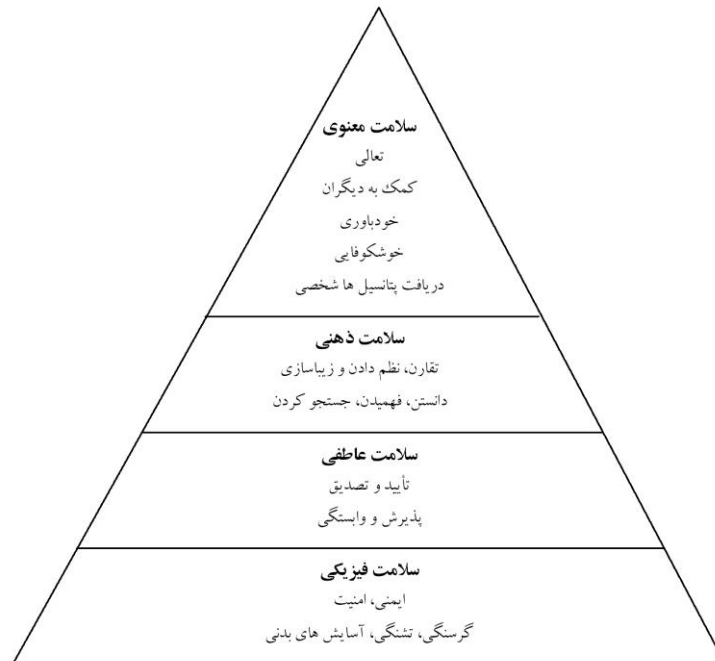 سلامت معنوی
تعالی
کمک به دیگران
خودباوری
خوشکوفایی
دریافت پتانسیل ها شخصی
سلامت ذهنی
تقارن، نظم دادن و زیباسازی
دانستن، فهمیدن، جستجو کردن
سلامت عاطفی
تأیید و تصدیق
پذیرش و وابستگی
سلامت فیزیکی
ایمنی، امنیت
گرسنگی، تشنگی، آسایش های بدنی